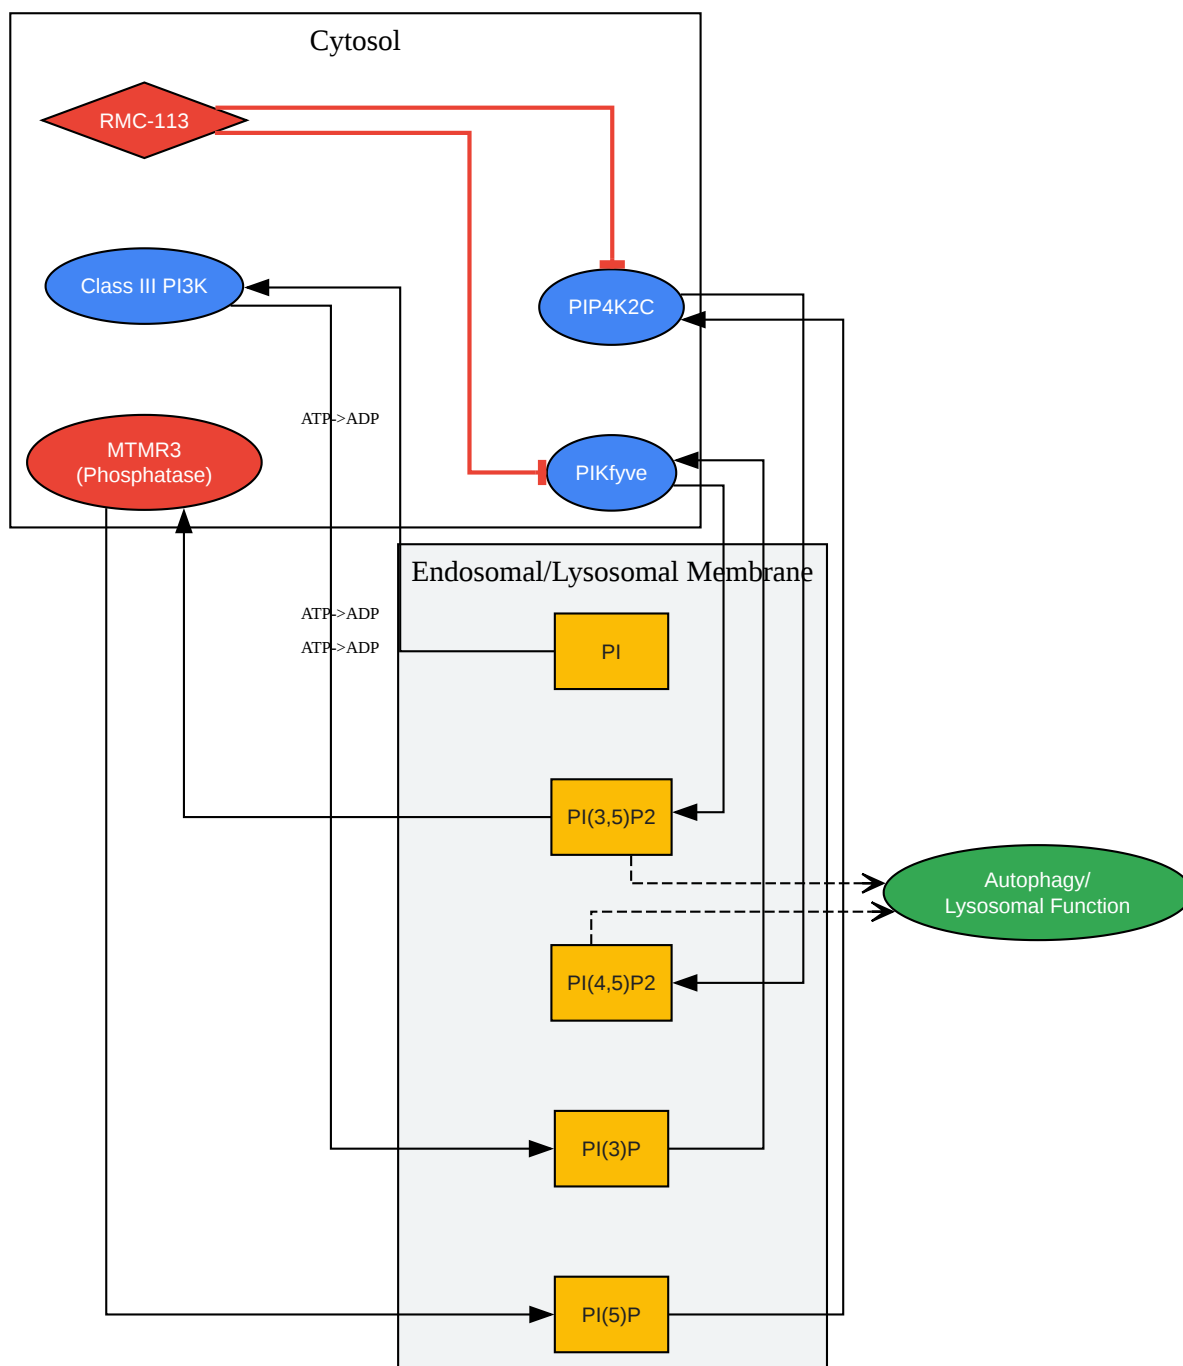 Cytosol
RMC-113
Class III PI3K
PIP4K2C
ATP->ADP
MTMR3
(Phosphatase)
PIKfyve
Endosomal/Lysosomal Membrane
ATP->ADP
ATP->ADP
PI
PI(3,5)P2
Autophagy/
Lysosomal Function
PI(4,5)P2
PI(3)P
PI(5)P